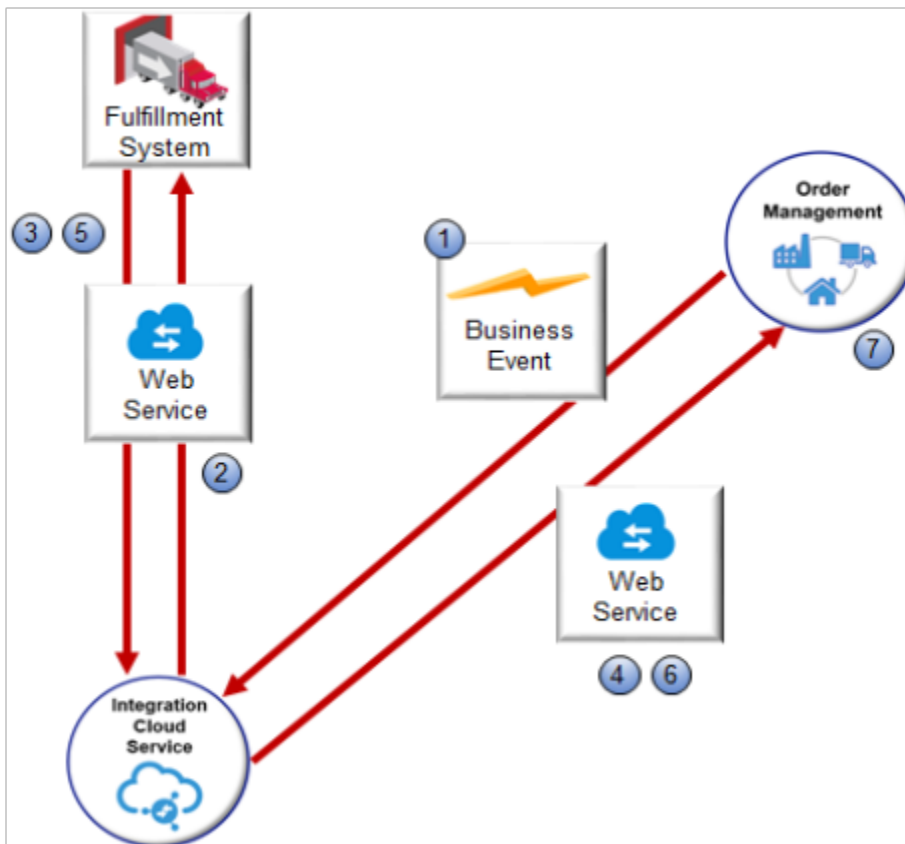 Fulfillment
System
3 5
Web
Service
2
1
Business
Event
Order
Management
7
Web
Service
4 6
Integration
Cloud
Service